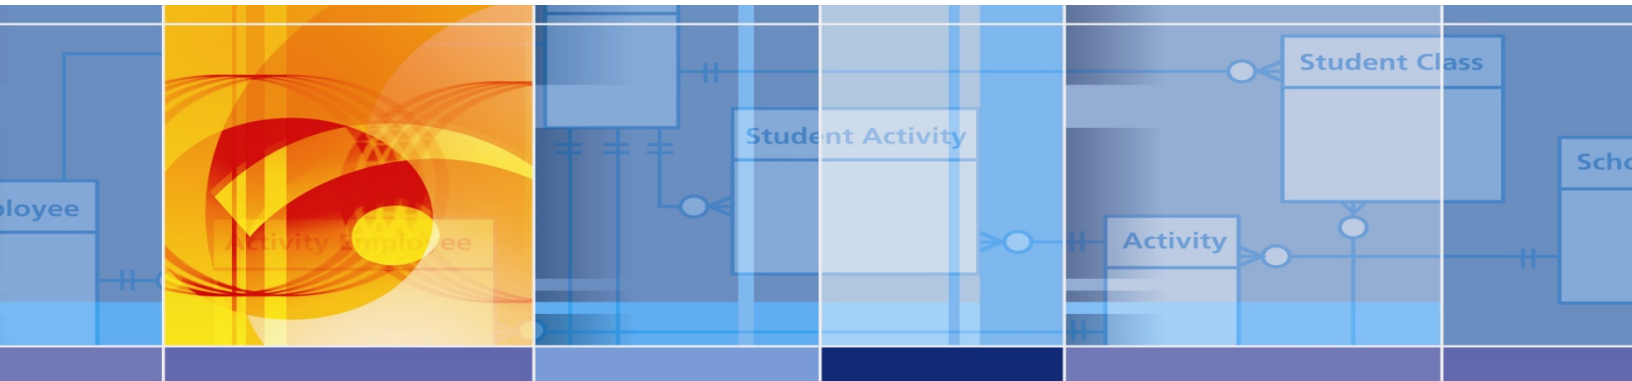 Student Class
Student Activity
Scho
ployee
Activity Employee
Activity